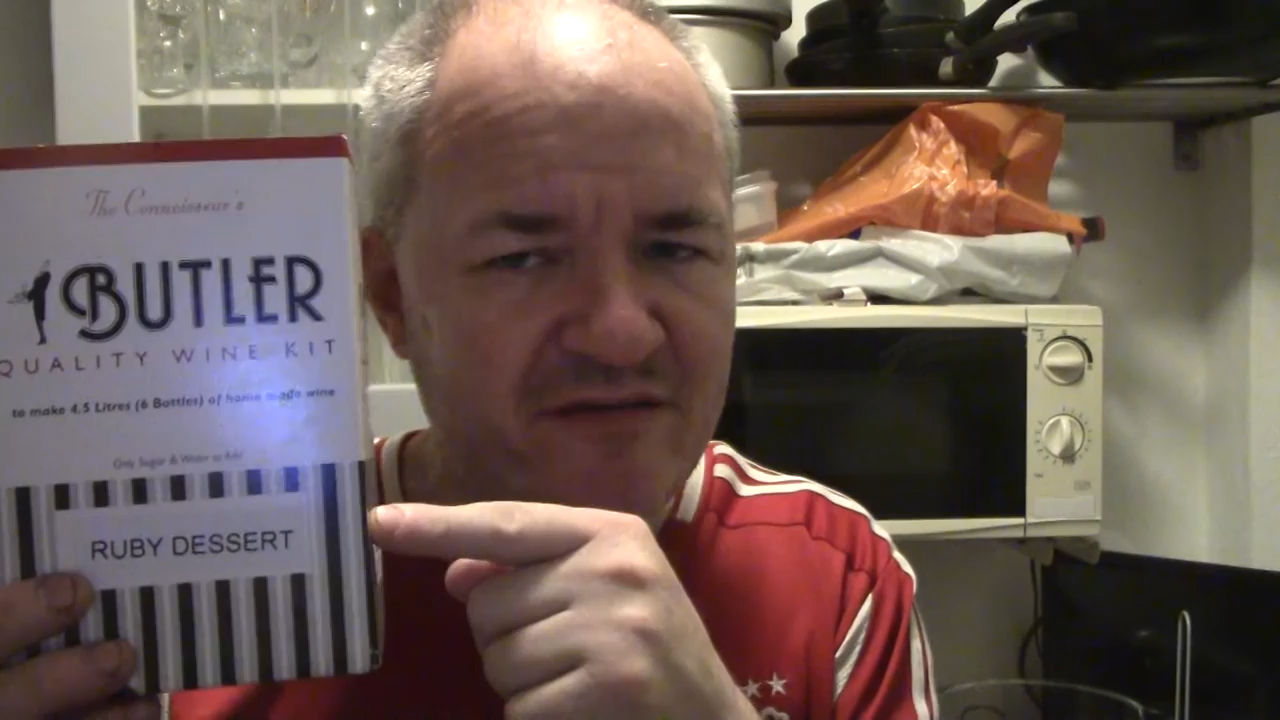 The Connoisseur's
BUTLER
QUALITY WINE KIT
to make 4.5 Litres (6 Bottles) of home made wine
Only Sugar & Water to Add
RUBY DESSERT